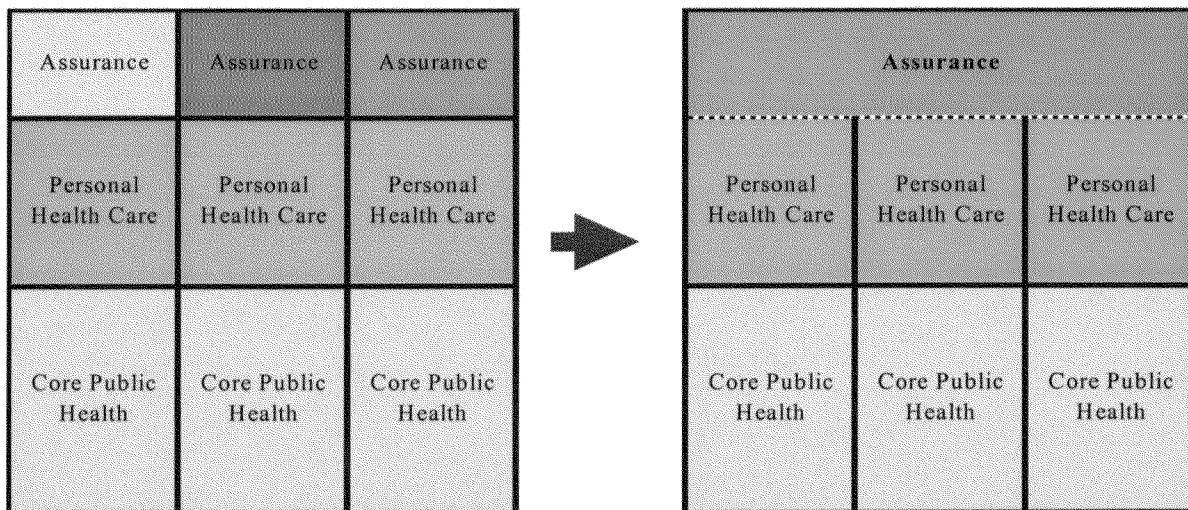 Assurance
Assurance
Assurance
Assurance
Personal
Health Care
Personal
Health Care
Personal
Health Care
Personal
Health Care
Personal
Health Care
Personal
Health Care
Core Public
Health
Core Public
Health
Core Public
Health
Core Public
Health
Core Public
Health
Core Public
Health